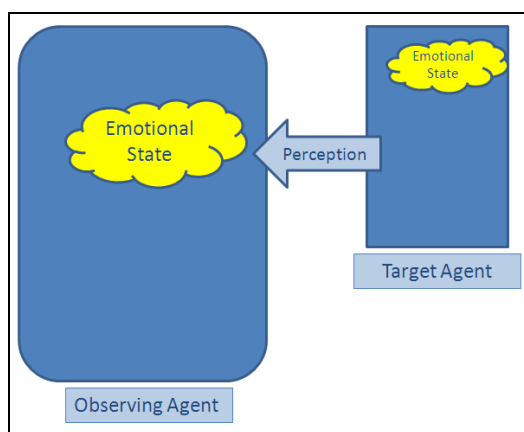 Emotional
State
Emotional
State
Perception
Target Agent
Observing Agent